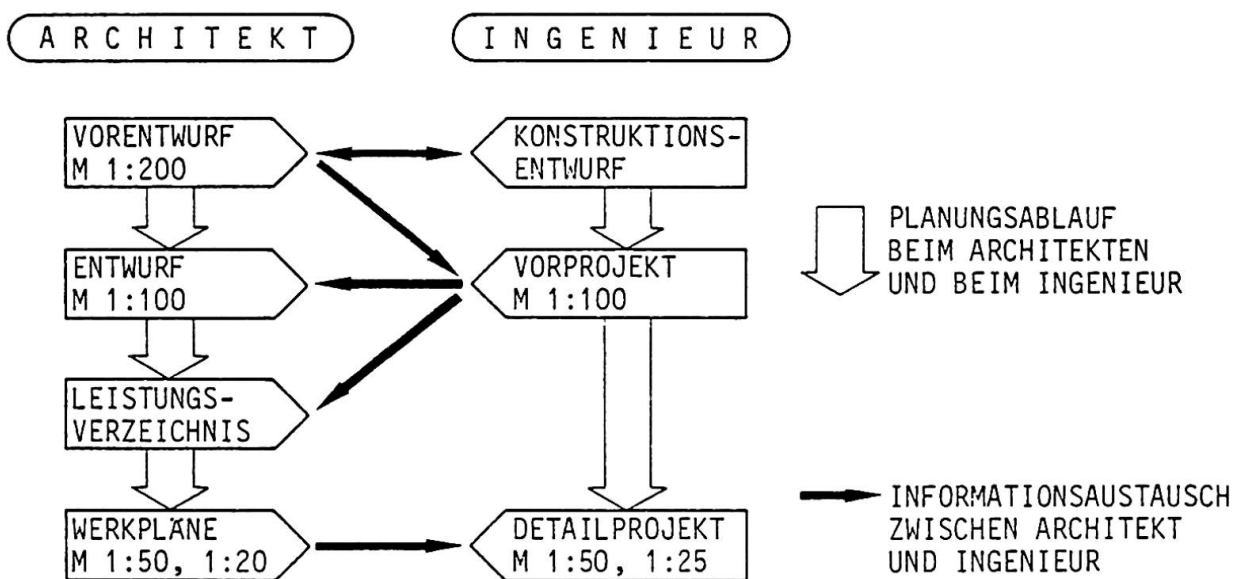 ARCHITEKT
INGENIEUR
VORENTWURF
M 1:200
KONSTRUKTIONS-
ENTWURF
ENTWURF
M 1:100
VORPROJEKT
M 1:100
LEISTUNGS-
VERZEICHNIS
WERKPLÄNE
M 1:50, 1:20
DETAILPROJEKT
M 1:50, 1:25
PLANUNGSABLAUF
BEIM ARCHITEKTEN
UND BEIM INGENIEUR
INFORMATIONSAUSTAUSCH
ZWISCHEN ARCHITEKT
UND INGENIEUR